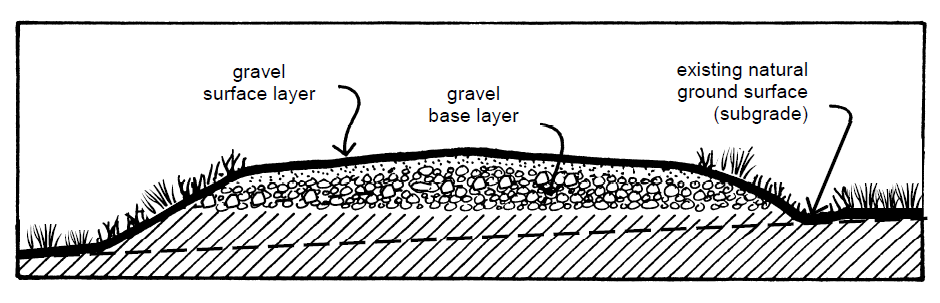 gravel
surface layer
gravel
base layer
existing natural
ground surface
(subgrade)